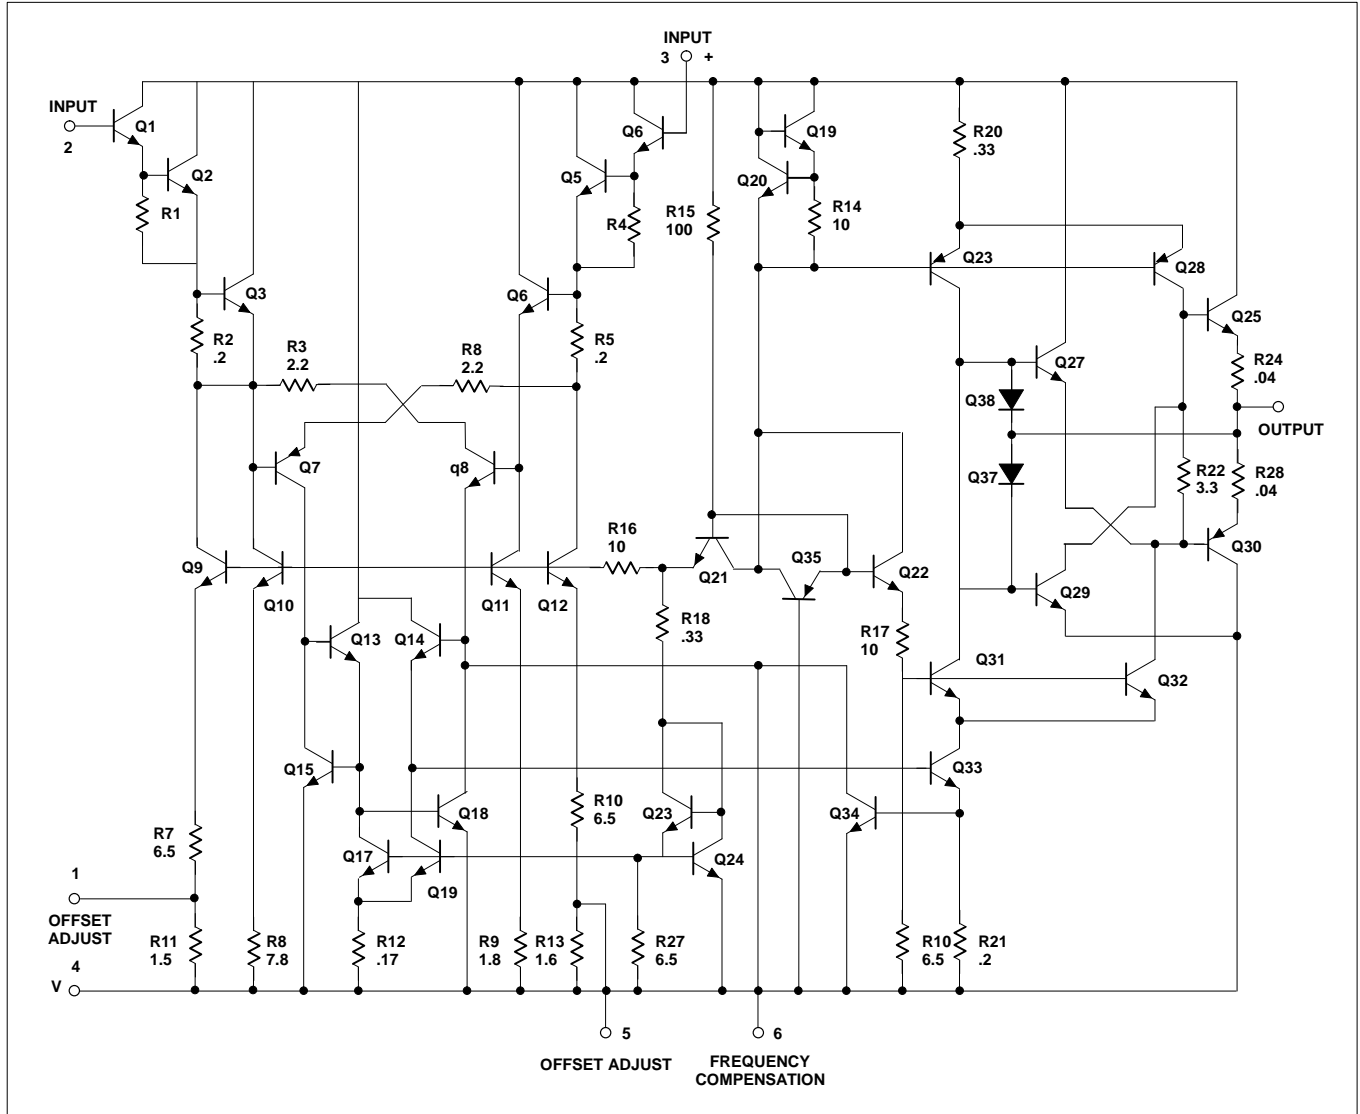 INPUT
3 +
INPUT
2
Q1
Q2
R1
Q6
Q5
R4
Q19
Q20
R14
10
R15
100
R20
.33
Q23
Q28
Q25
Q3
Q6
R2
.2
R3
2.2
R8
2.2
R5
.2
Q27
R24
.04
Q38
OUTPUT
Q7
q8
Q37
R22
3.3
R28
.04
R16
10
Q35
Q30
Q9
Q10
Q11
Q12
Q21
Q22
Q29
R18
.33
Q13
Q14
R17
10
Q31
Q32
Q15
Q33
Q18
R10
6.5
Q23
Q34
R7
6.5
Q17
Q19
Q24
1
OFFSET
ADJUST
R11
1.5
R8
7.8
R12
.17
R9
1.8
R13
1.6
R27
6.5
R10
6.5
R21
.2
4
V
5
6
OFFSET ADJUST
FREQUENCY
COMPENSATION